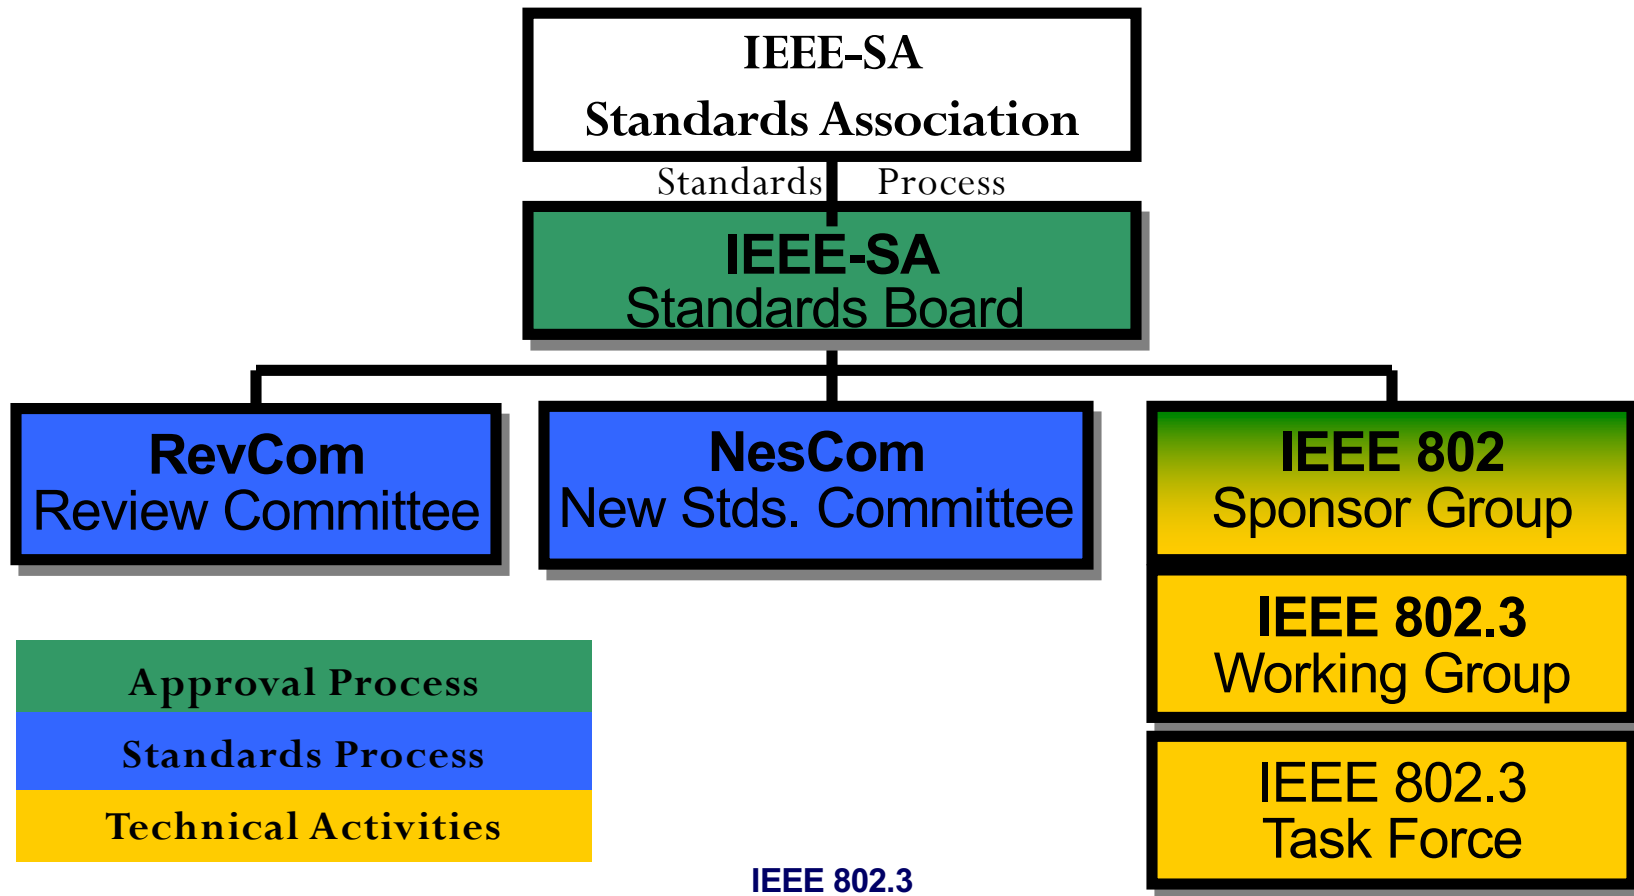 IEEE-SA
Standards Association
Standards Process
IEEE-SA
Standards Board
RevCom
Review Committee
NesCom
New Stds. Committee
IEEE 802
Sponsor Group
IEEE 802.3
Working Group
IEEE 802.3
Task Force
Approval Process
Standards Process
Technical Activities
IEEE 802.3